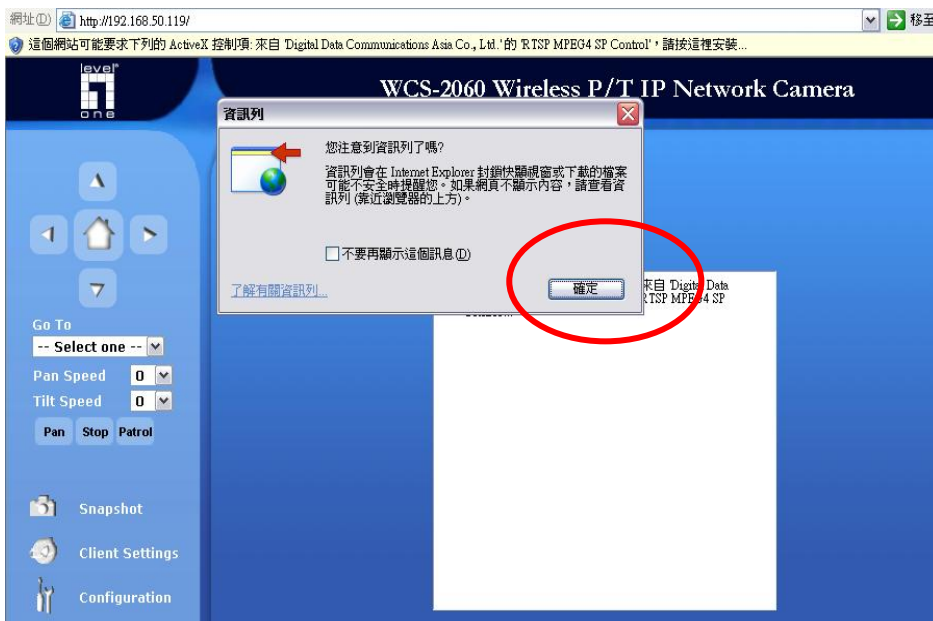 網址(D) http://192.168.50.119/ 移至
這個網站可能要求下列的 ActiveX 控制項: 來自 'Digital Data Communications Asia Co., Ltd.'的 'RTSP MPEG4 SP Control'，請按這裡安裝...
level
one
WCS-2060 Wireless P/T IP Network Camera
資訊列
您注意到資訊列了嗎?
資訊列會在 Internet Explorer 封鎖快顯視窗或下載的檔案
可能不安全時提醒您。如果網頁不顯示內容，請查看資
訊列 (靠近瀏覽器的上方)。
不要再顯示這個訊息(D)
了解有關資訊列...
確定
來自 'Digital Data
RTSP MPEG4 SP
Go To
-- Select one --
Pan Speed 0
Tilt Speed 0
Pan Stop Patrol
Snapshot
Client Settings
Configuration